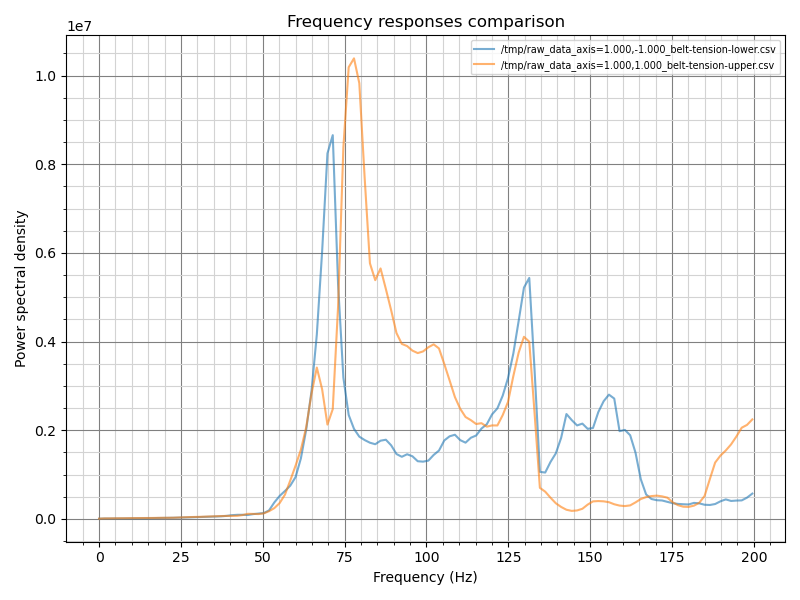 Frequency responses comparison
1e7
/tmp/raw_data_axis=1.000,-1.000_belt-tension-lower.csv
/tmp/raw_data_axis=1.000,1.000_belt-tension-upper.csv
1.0
0.8
0.6
0.4
0.2
0.0
Power spectral density
0 25 50 75 100 125 150 175 200
Frequency (Hz)